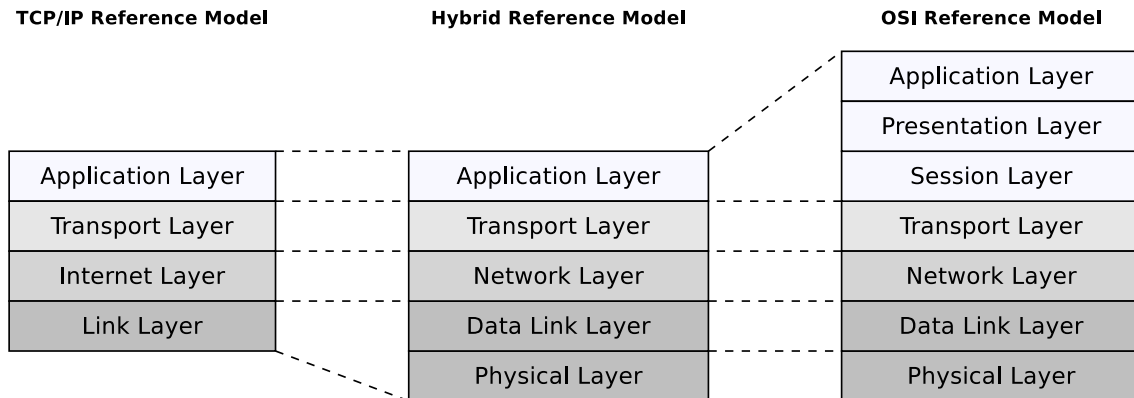 TCP/IP Reference Model
Hybrid Reference Model
OSI Reference Model
Application Layer
Transport Layer
Internet Layer
Link Layer
Application Layer
Transport Layer
Network Layer
Data Link Layer
Physical Layer
Application Layer
Presentation Layer
Session Layer
Transport Layer
Network Layer
Data Link Layer
Physical Layer